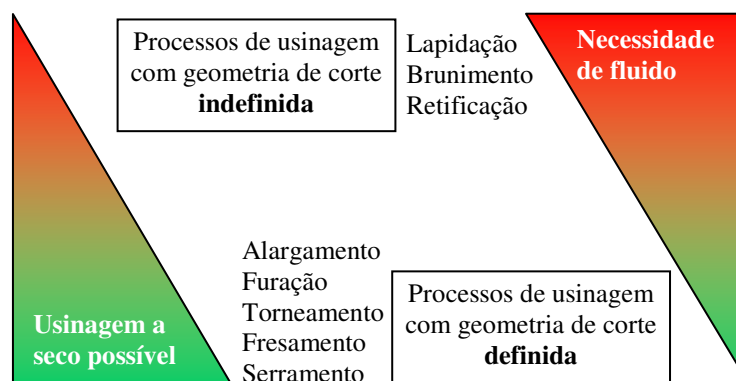 Processos de usinagem
com geometria de corte
indefinida
Lapidação
Brunimento
Retificação
Necessidade
de fluido
Usinagem a
seco possível
Alargamento
Furação
Torneamento
Fresamento
Serramento
Processos de usinagem
com geometria de corte
definida